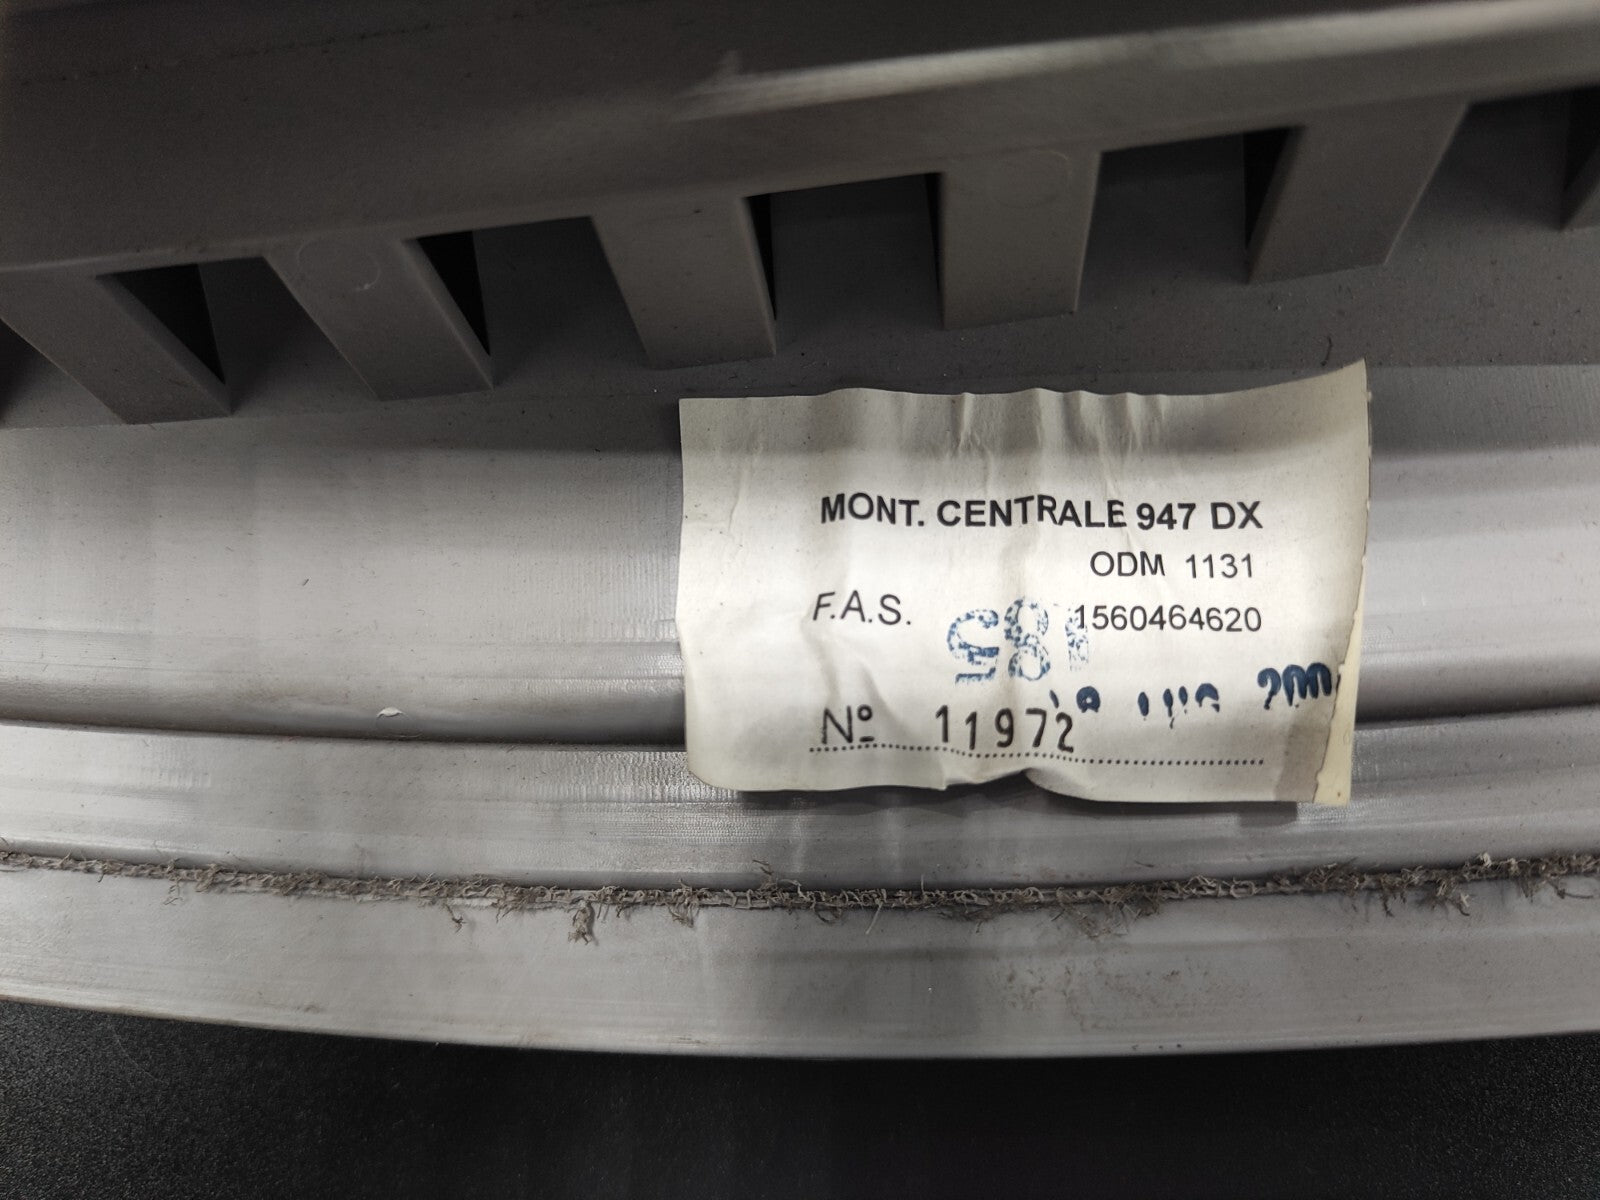 MONT. CENTRALE 947 DX
ODM 1131
F.A.S. 1560464620
185
Nº 11972